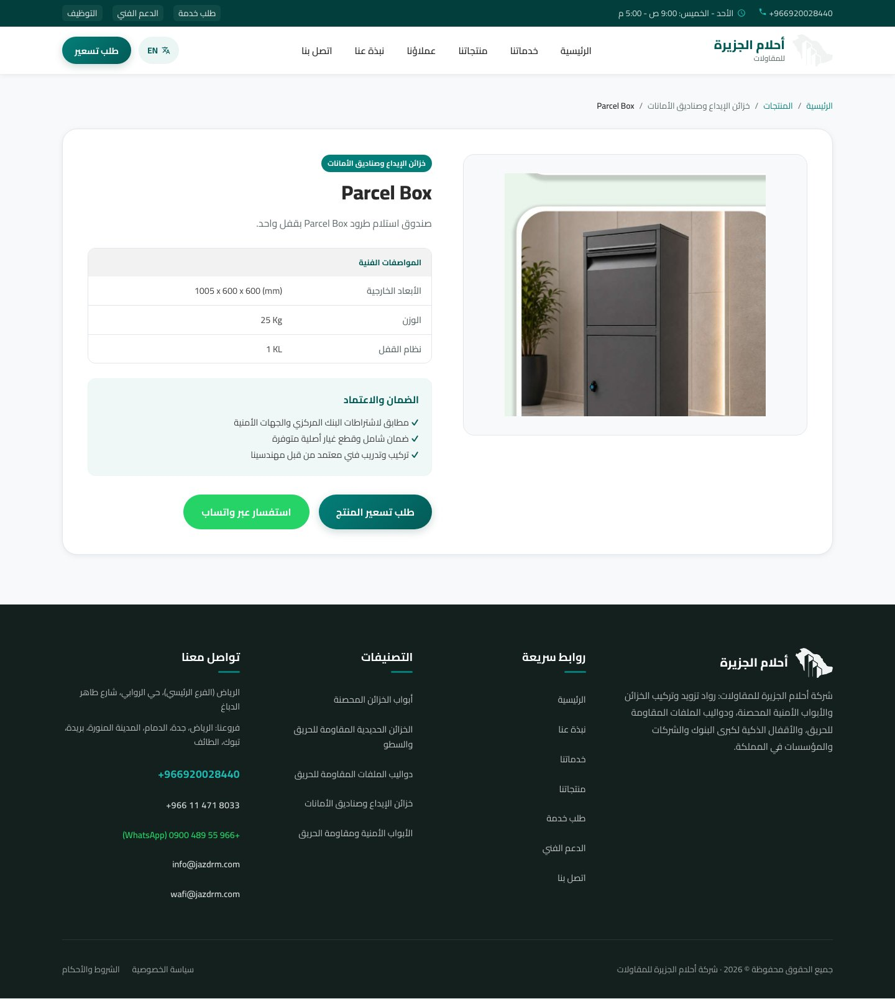 +966920028440
الأحد - الخميس: 9:00 ص - 5:00 م
طلب خدمة
الدعم الفني
التوظيف
أحلام الجزيرة
للمقاولات
الرئيسية
خدماتنا
منتجاتنا
عملاؤنا
نبذة عنا
اتصل بنا
EN
طلب تسعير
الرئيسية / المنتجات / خزائن الإيداع وصناديق الأمانات / Parcel Box
خزائن الإيداع وصناديق الأمانات
Parcel Box
صندوق استلام طرود Parcel Box بقفل واحد.
المواصفات الفنية
الأبعاد الخارجية 1005 x 600 x 600 (mm)
الوزن 25 Kg
نظام القفل 1 KL
الضمان والاعتماد
✓ مطابق لاشتراطات البنك المركزي والجهات الأمنية
✓ ضمان شامل وقطع غيار أصلية متوفرة
✓ تركيب وتدريب فني معتمد من قبل مهندسينا
طلب تسعير المنتج
استفسار عبر واتساب
أحلام الجزيرة
شركة أحلام الجزيرة للمقاولات: رواد تزويد وتركيب الخزائن
والأبواب الأمنية المحصنة، ودواليب الملفات المقاومة
للحريق، والأقفال الذكية لكبرى البنوك والشركات
والمؤسسات في المملكة.
روابط سريعة
الرئيسية
نبذة عنا
خدماتنا
منتجاتنا
طلب خدمة
الدعم الفني
اتصل بنا
التصنيفات
أبواب الخزائن المحصنة
الخزائن الحديدية المقاومة للحريق
والسطو
دواليب الملفات المقاومة للحريق
خزائن الإيداع وصناديق الأمانات
الأبواب الأمنية ومقاومة الحريق
تواصل معنا
الرياض (الفرع الرئيسي)، حي الروابي، شارع طاهر
الدباغ
فروعنا: الرياض، جدة، الدمام، المدينة المنورة، بريدة،
تبوك، الطائف
+966920028440
+966 11 471 8033
+966 55 489 0900 (WhatsApp)
info@jazdrm.com
wafi@jazdrm.com
جميع الحقوق محفوظة © 2026 · شركة أحلام الجزيرة للمقاولات
سياسة الخصوصية
الشروط والأحكام